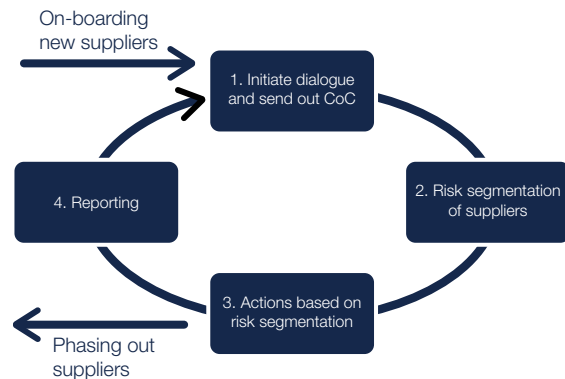 On-boarding
new suppliers
1. Initiate dialogue
and send out CoC
2. Risk segmentation
of suppliers
4. Reporting
3. Actions based on
risk segmentation
Phasing out
suppliers